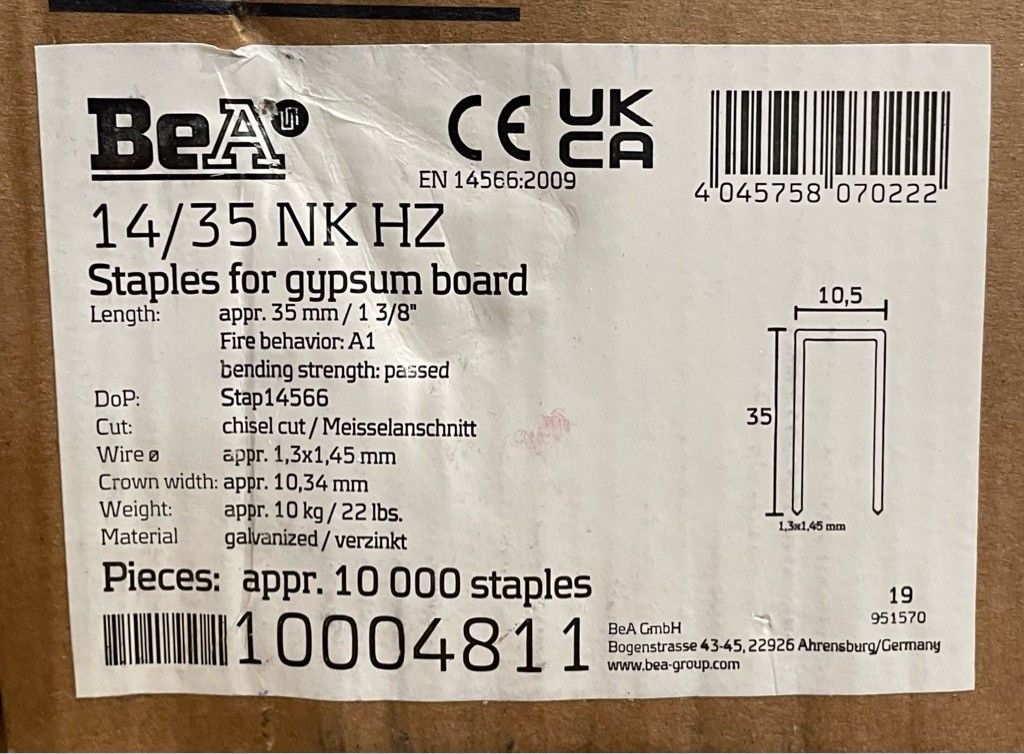 BeA
CE UK CA
EN 14566:2009
4 045758 070222
14/35 NK HZ
Staples for gypsum board
Length: appr. 35 mm / 1 3/8"
Fire behavior: A1
bending strength: passed
DoP: Stap14566
Cut: chisel cut / Meisselanschnitt
Wire ø appr. 1,3x1,45 mm
Crown width: appr. 10,34 mm
Weight: appr. 10 kg / 22 lbs.
Material galvanized / verzinkt
10,5
35
1,3x1,45 mm
Pieces: appr. 10 000 staples
10004811
19
951570
BeA GmbH
Bogenstrasse 43-45, 22926 Ahrensburg/Germany
www.bea-group.com